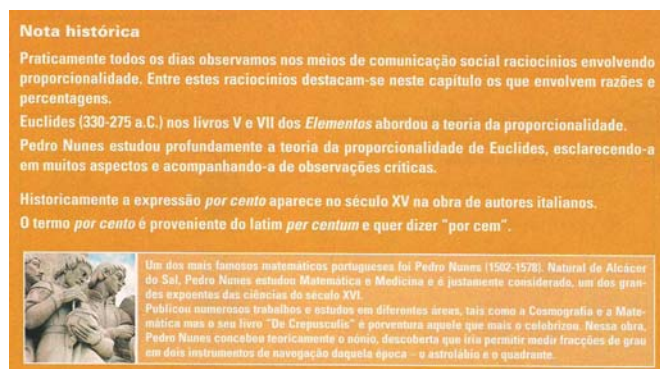 Nota histórica
Praticamente todos os dias observamos nos meios de comunicação social raciocínios envolvendo
proporcionalidade. Entre estes raciocínios destacam-se neste capítulo os que envolvem razões e
percentagens.
Euclides (330-275 a.C.) nos livros V e VII dos Elementos abordou a teoria da proporcionalidade.
Pedro Nunes estudou profundamente a teoria da proporcionalidade de Euclides, esclarecendo-a
em muitos aspectos e acompanhando-a de observações críticas.
Historicamente a expressão por cento aparece no século XV na obra de autores italianos.
O termo por cento é proveniente do latim per centum e quer dizer "por cem".
Um dos mais famosos matemáticos portugueses foi Pedro Nunes (1502-1578). Natural de Alcácer
do Sal, Pedro Nunes estudou Matemática e Medicina e é justamente considerado, um dos gran-
des expoentes das ciências do século XVI.
Publicou numerosos trabalhos e estudos em diferentes áreas, tais como a Cosmografia e a Mate-
mática mas o seu livro "De Crepusculis" é porventura aquele que mais o celebrizou. Nessa obra,
Pedro Nunes concebeu teoricamente o nónio, descoberta que iria permitir medir fracções de grau
em dois instrumentos de navegação daquela época – o astrolábio e o quadrante.